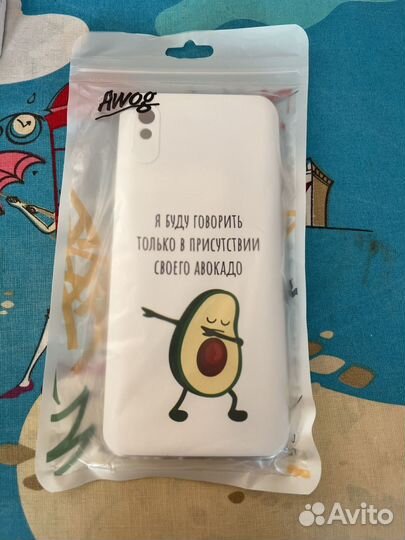 Awog
Я БУДУ ГОВОРИТЬ
ТОЛЬКО В ПРИСУТСТВИИ
СВОЕГО АВОКАДО
Avito